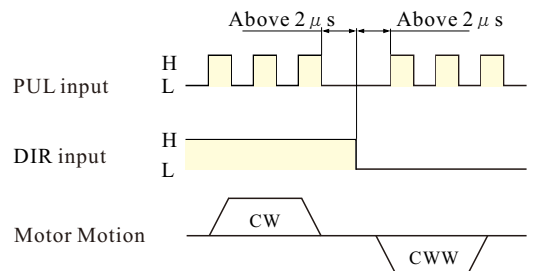 Above 2 μ s Above 2 μ s
H
PUL input L
H
DIR input
L
Motor Motion CW
CWW